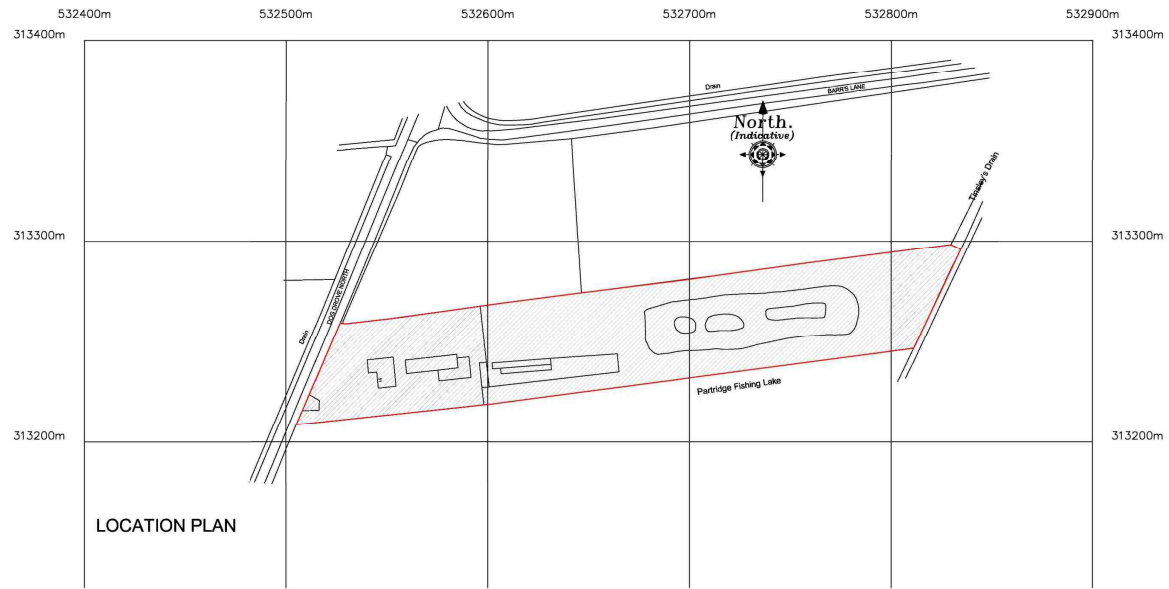 532400m 532500m 532600m 532700m 532800m 532900m
313400m 313400m
Drain
BARR'S LANE
North.
(Indicative)
Tinsley's Drain
313300m 313300m
DOG DROVE NORTH
Drain
Partridge Fishing Lake
313200m 313200m
LOCATION PLAN